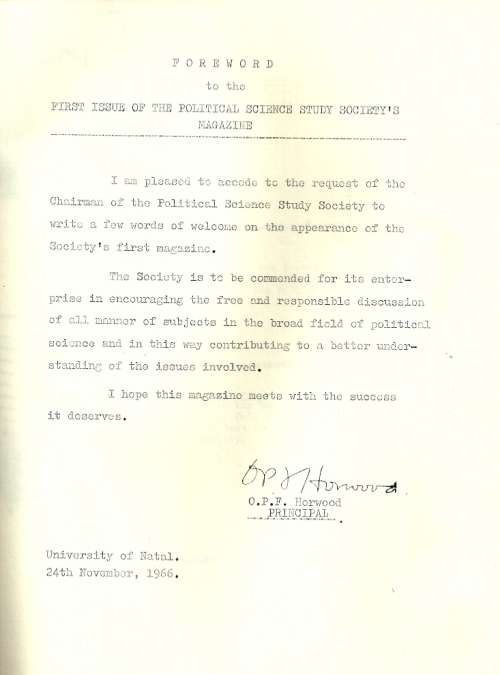 F O R E W O R D
to the
FIRST ISSUE OF THE POLITICAL SCIENCE STUDY SOCIETY'S
MAGAZINE
I am pleased to accede to the request of the
Chairman of the Political Science Study Society to
write a few words of welcome on the appearance of the
Society's first magazine.
The Society is to be commended for its enter-
prise in encouraging the free and responsible discussion
of all manner of subjects in the broad field of political
science and in this way contributing to a better under-
standing of the issues involved.
I hope this magazine meets with the success
it deserves.
O P F Horwood
O.P.F. Horwood
PRINCIPAL.
University of Natal.
24th November, 1966.